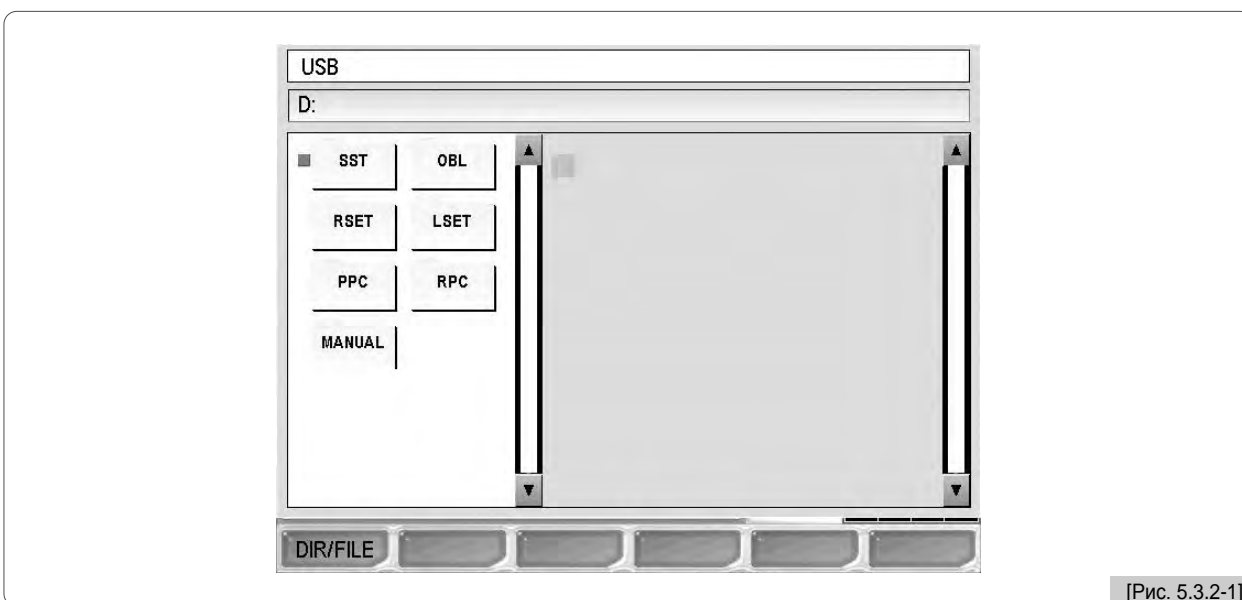 USB
D:
SST OBL
RSET LSET
PPC RPC
MANUAL
DIR/FILE
[Рис. 5.3.2-1]